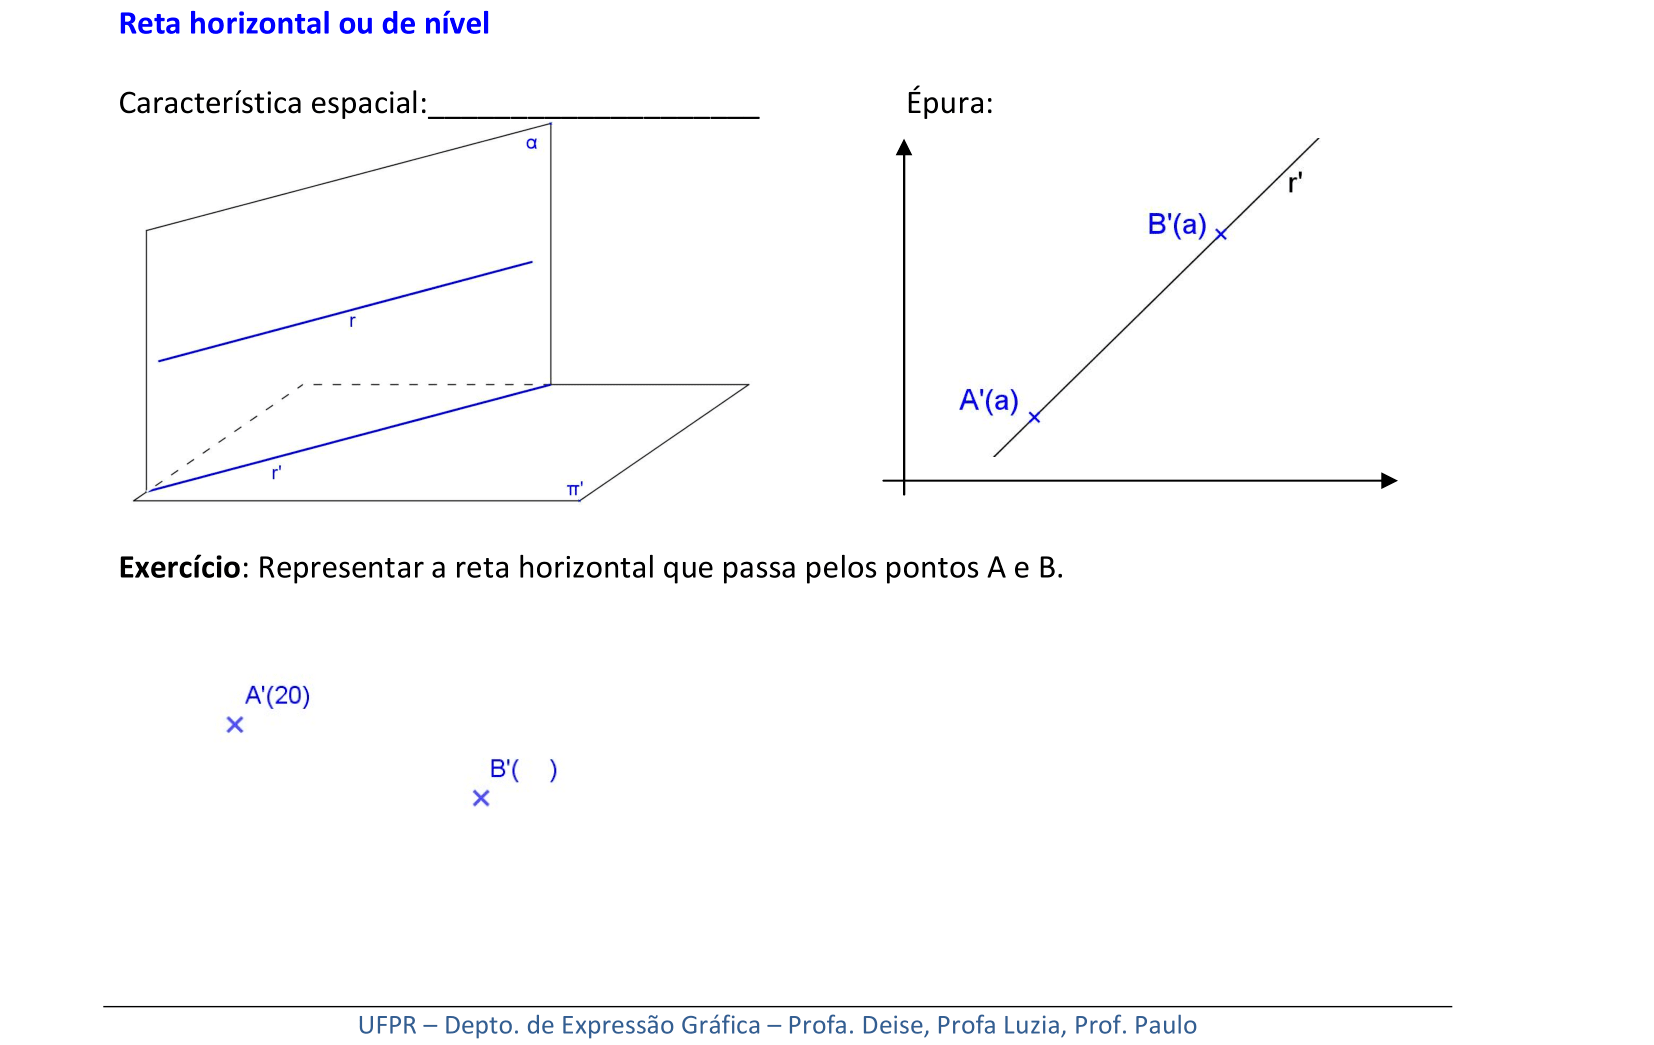 Reta horizontal ou de nível
Característica espacial:______________________
Épura:
α
r
r'
π'
r'
B'(a)
A'(a)
Exercício: Representar a reta horizontal que passa pelos pontos A e B.
A'(20)
B'( )
UFPR – Depto. de Expressão Gráfica – Profa. Deise, Profa Luzia, Prof. Paulo